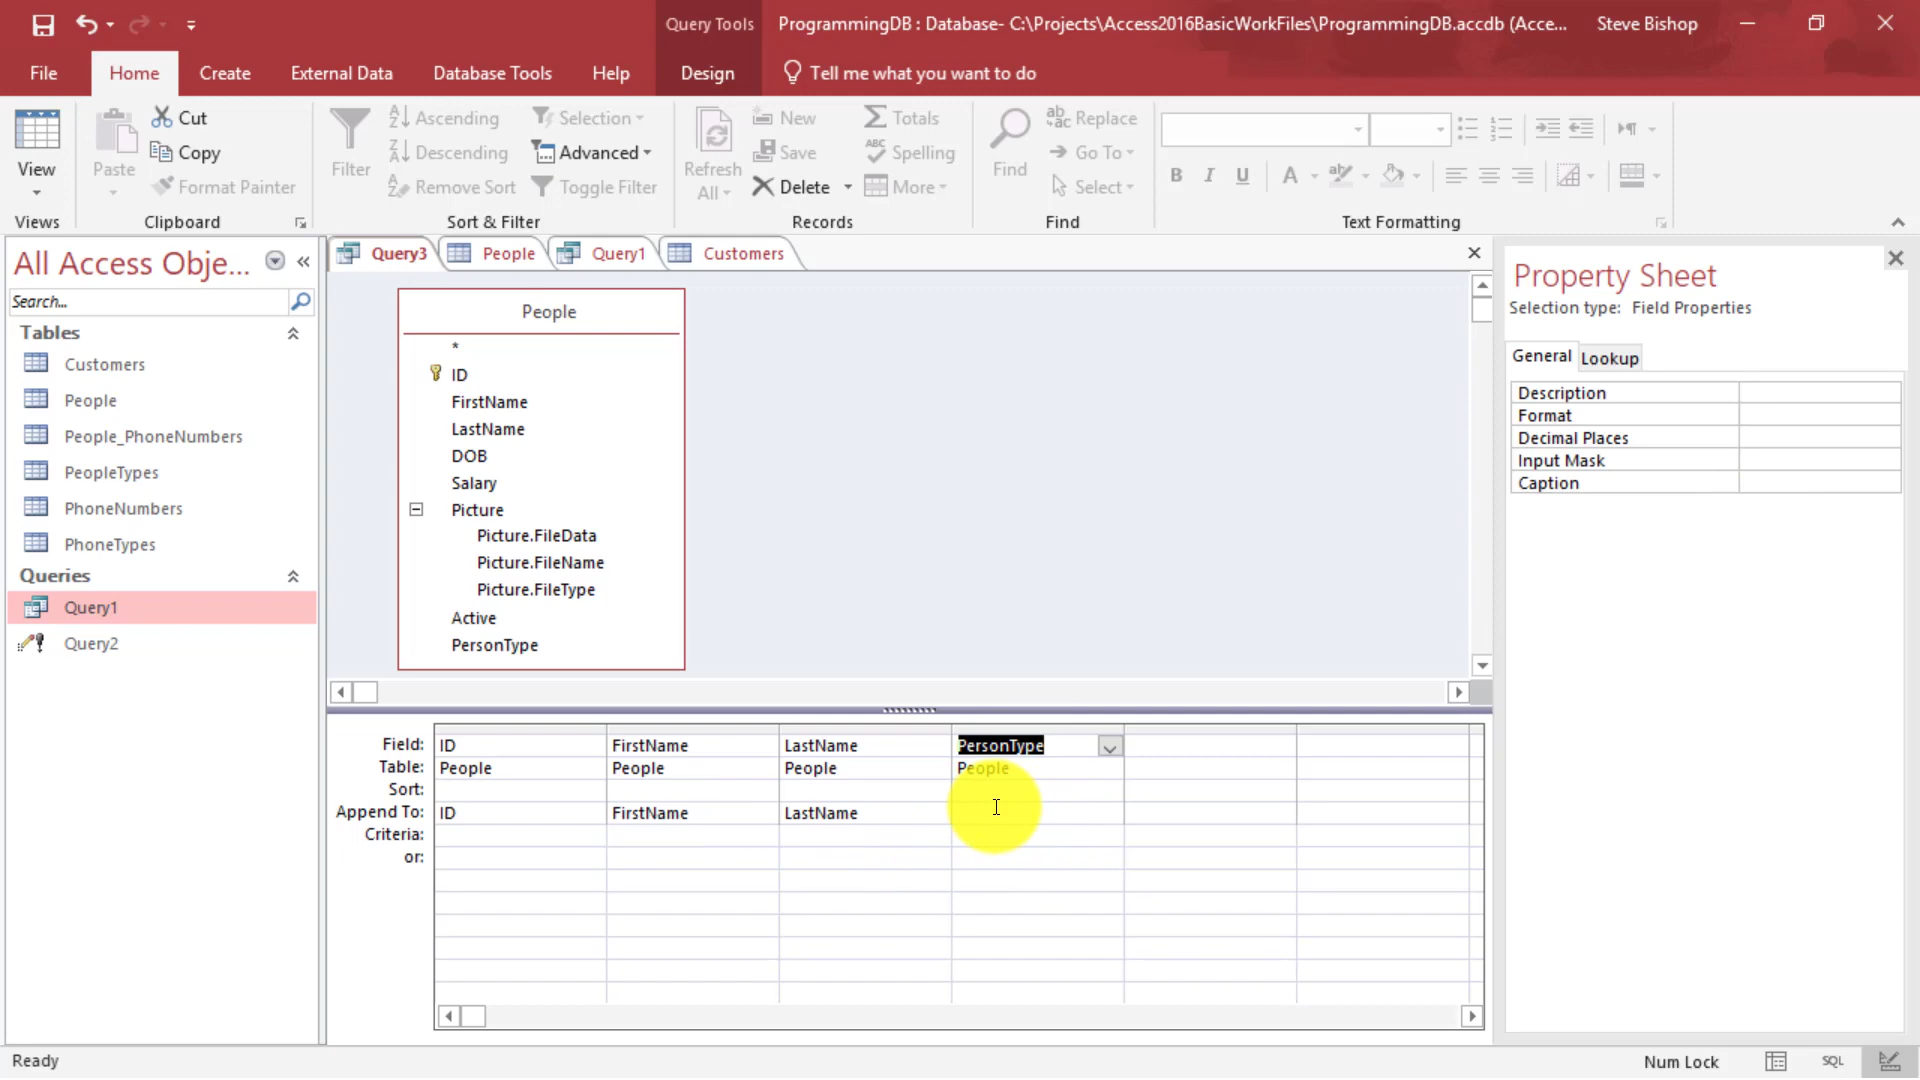 Query Tools
ProgrammingDB : Database- C:\Projects\Access2016BasicWorkFiles\ProgrammingDB.accdb (Acce...
Steve Bishop
File
Home
Create
External Data
Database Tools
Help
Design
Tell me what you want to do
View
Views
Paste
Cut
Copy
Format Painter
Clipboard
Filter
Ascending
Descending
Remove Sort
Selection
Advanced
Toggle Filter
Sort & Filter
Refresh
All
New
Save
Delete
Totals
Spelling
More
Records
Find
Replace
Go To
Select
Find
B I U A
Text Formatting
All Access Obje...
Search...
Tables
Customers
People
People_PhoneNumbers
PeopleTypes
PhoneNumbers
PhoneTypes
Queries
Query1
Query2
Query3
People
Query1
Customers
People
*
ID
FirstName
LastName
DOB
Salary
Picture
Picture.FileData
Picture.FileName
Picture.FileType
Active
PersonType
Field: ID FirstName LastName PersonType
Table: People People People People
Sort:
Append To: ID FirstName LastName
Criteria:
or:
Property Sheet
Selection type: Field Properties
General
Lookup
Description
Format
Decimal Places
Input Mask
Caption
Ready
Num Lock
SQL